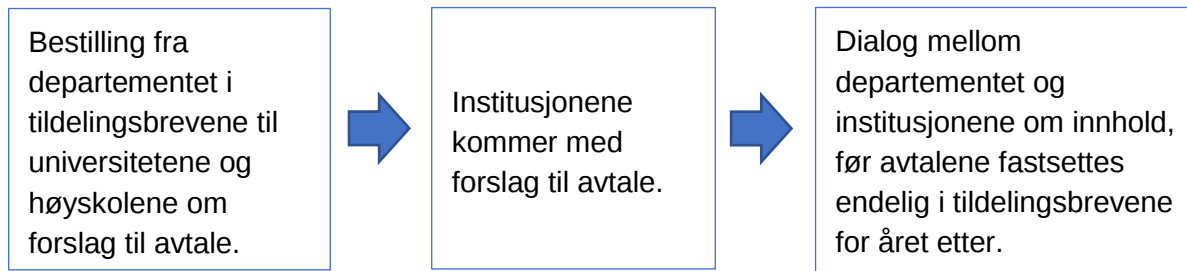 Bestilling fra
departementet i
tildelingsbrevene til
universitetene og
høyskolene om
forslag til avtale.
Institusjonene
kommer med
forslag til avtale.
Dialog mellom
departementet og
institusjonene om innhold,
før avtalene fastsettes
endelig i tildelingsbrevene
for året etter.